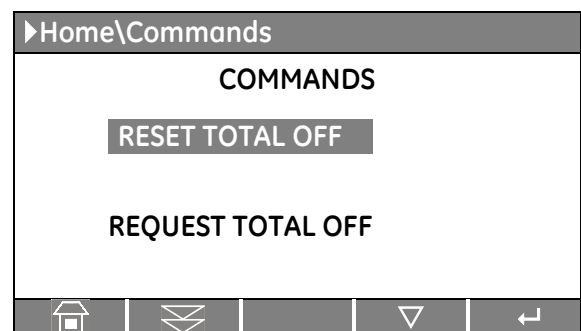 Home\Commands
COMMANDS
RESET TOTAL OFF
REQUEST TOTAL OFF